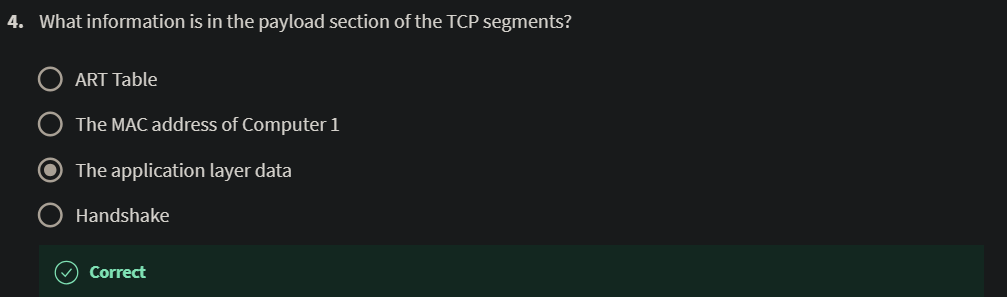 4. What information is in the payload section of the TCP segments?
ART Table
The MAC address of Computer 1
The application layer data
Handshake
Correct